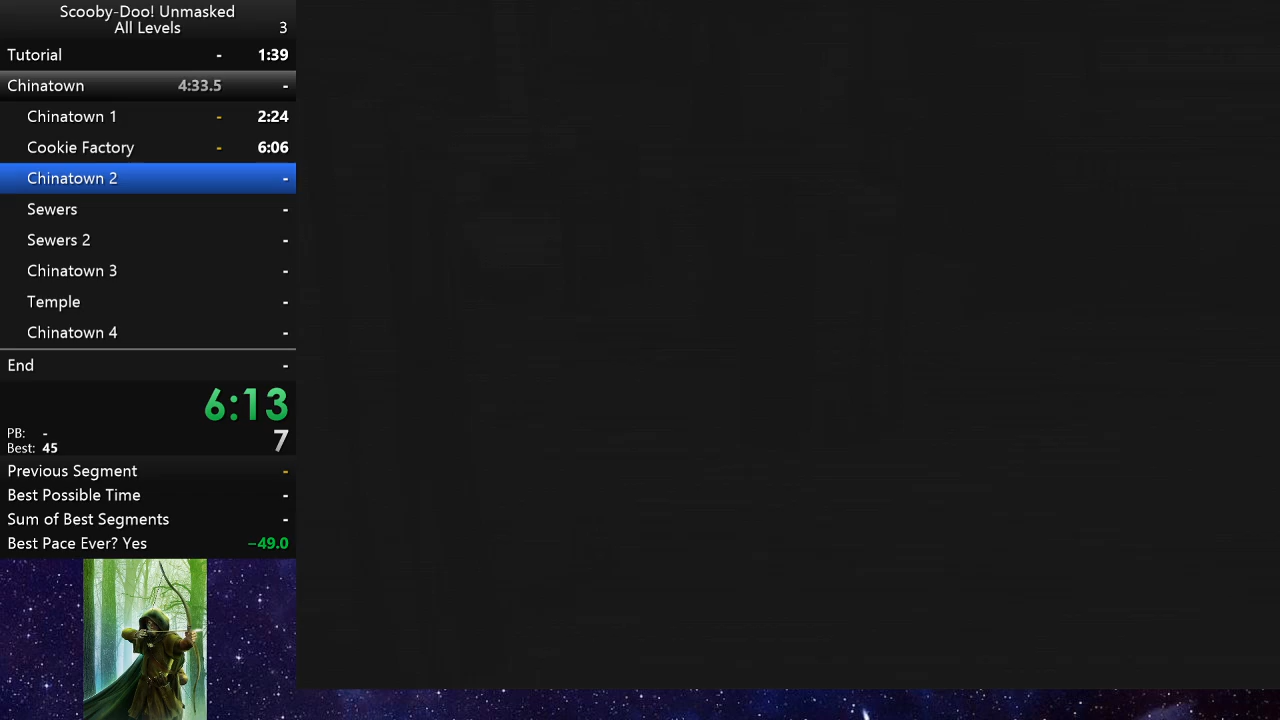 Scooby-Doo! Unmasked
All Levels 3
Tutorial - 1:39
Chinatown 4:33.5 -
Chinatown 1 - 2:24
Cookie Factory - 6:06
Chinatown 2 -
Sewers -
Sewers 2 -
Chinatown 3 -
Temple -
Chinatown 4 -
End -
6:13
PB: - 7
Best: 45
Previous Segment -
Best Possible Time -
Sum of Best Segments -
Best Pace Ever? Yes −49.0